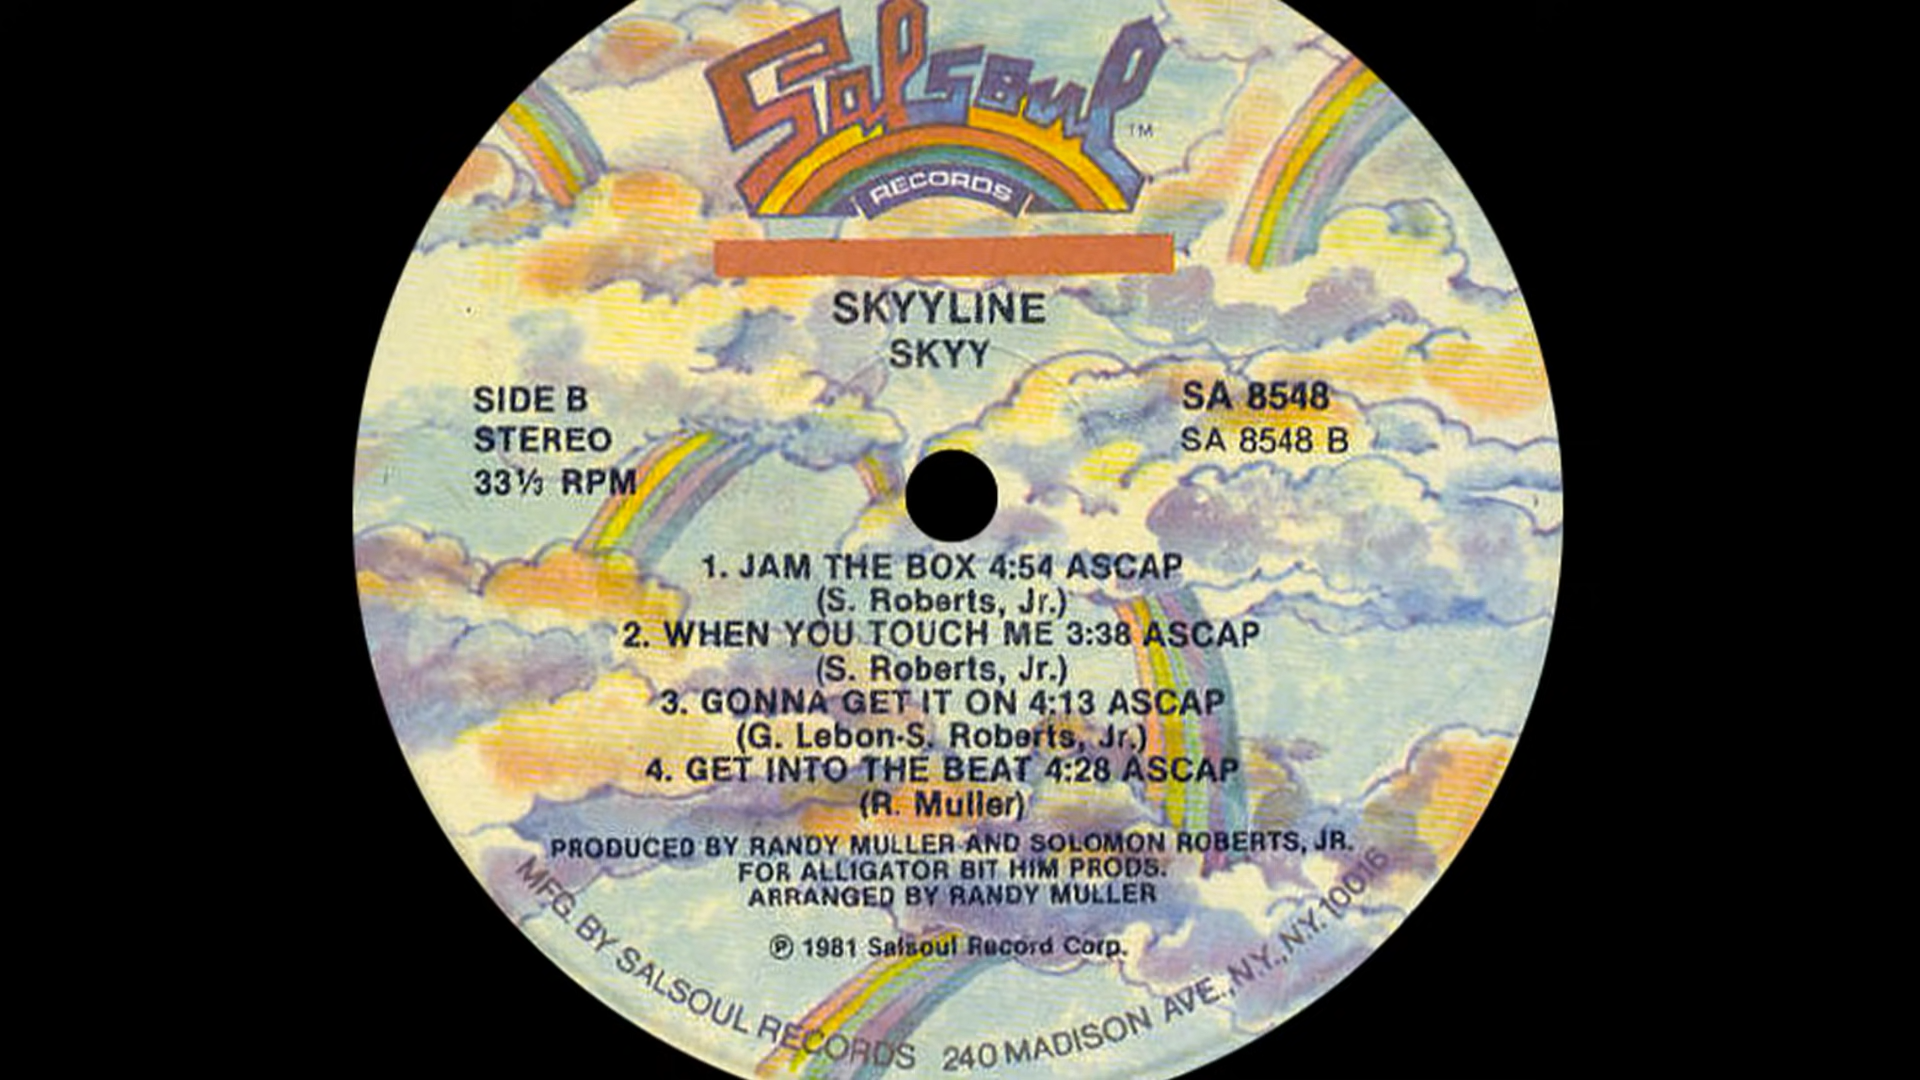 Salsoul
TM
RECORDS
SKYYLINE
SKYY
SIDE B
STEREO
33⅓ RPM
SA 8548
SA 8548 B
1. JAM THE BOX 4:54 ASCAP
(S. Roberts, Jr.)
2. WHEN YOU TOUCH ME 3:38 ASCAP
(S. Roberts, Jr.)
3. GONNA GET IT ON 4:13 ASCAP
(G. Lebon-S. Roberts, Jr.)
4. GET INTO THE BEAT 4:28 ASCAP
(R. Muller)
PRODUCED BY RANDY MULLER AND SOLOMON ROBERTS, JR.
FOR ALLIGATOR BIT HIM PRODS.
ARRANGED BY RANDY MULLER
℗ 1981 Salsoul Record Corp.
MFG. BY SALSOUL RECORDS 240 MADISON AVE., N.Y., N.Y. 10016